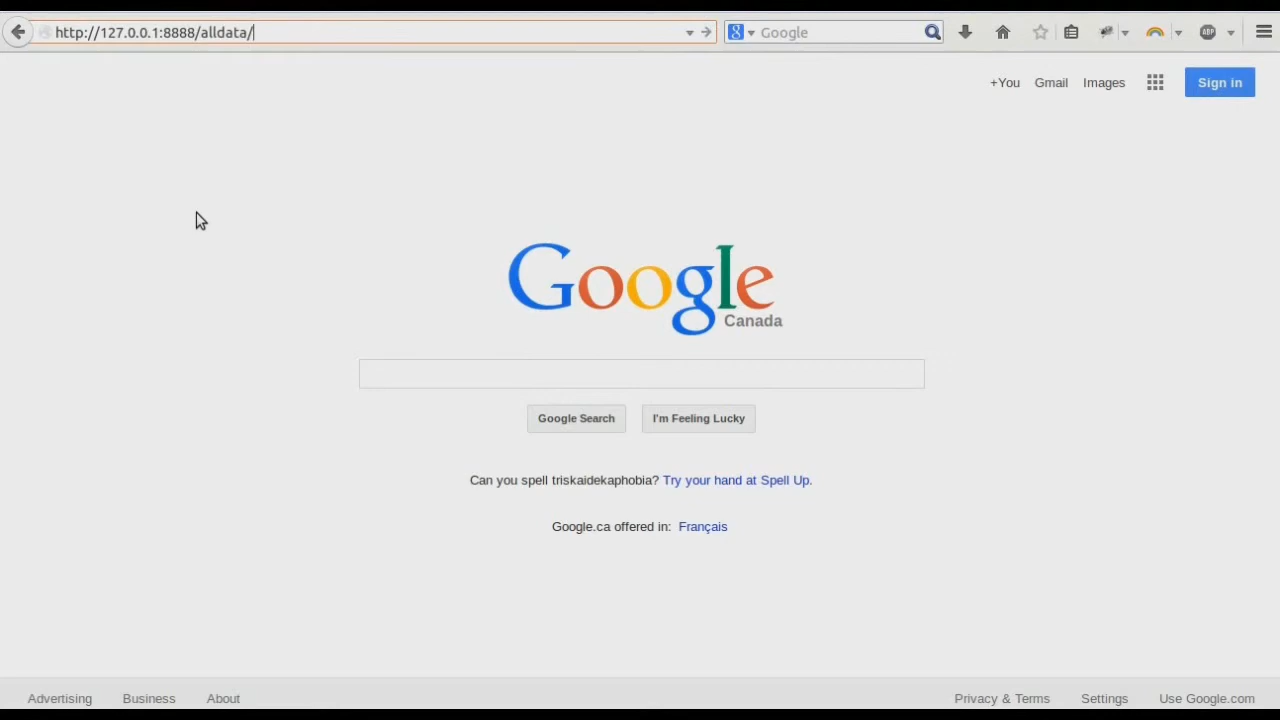 http://127.0.0.1:8888/alldata/
8 Google
ABP
+You Gmail Images Sign in
Google
Canada
Google Search I'm Feeling Lucky
Can you spell triskaidekaphobia? Try your hand at Spell Up.
Google.ca offered in: Français
Advertising Business About Privacy & Terms Settings Use Google.com